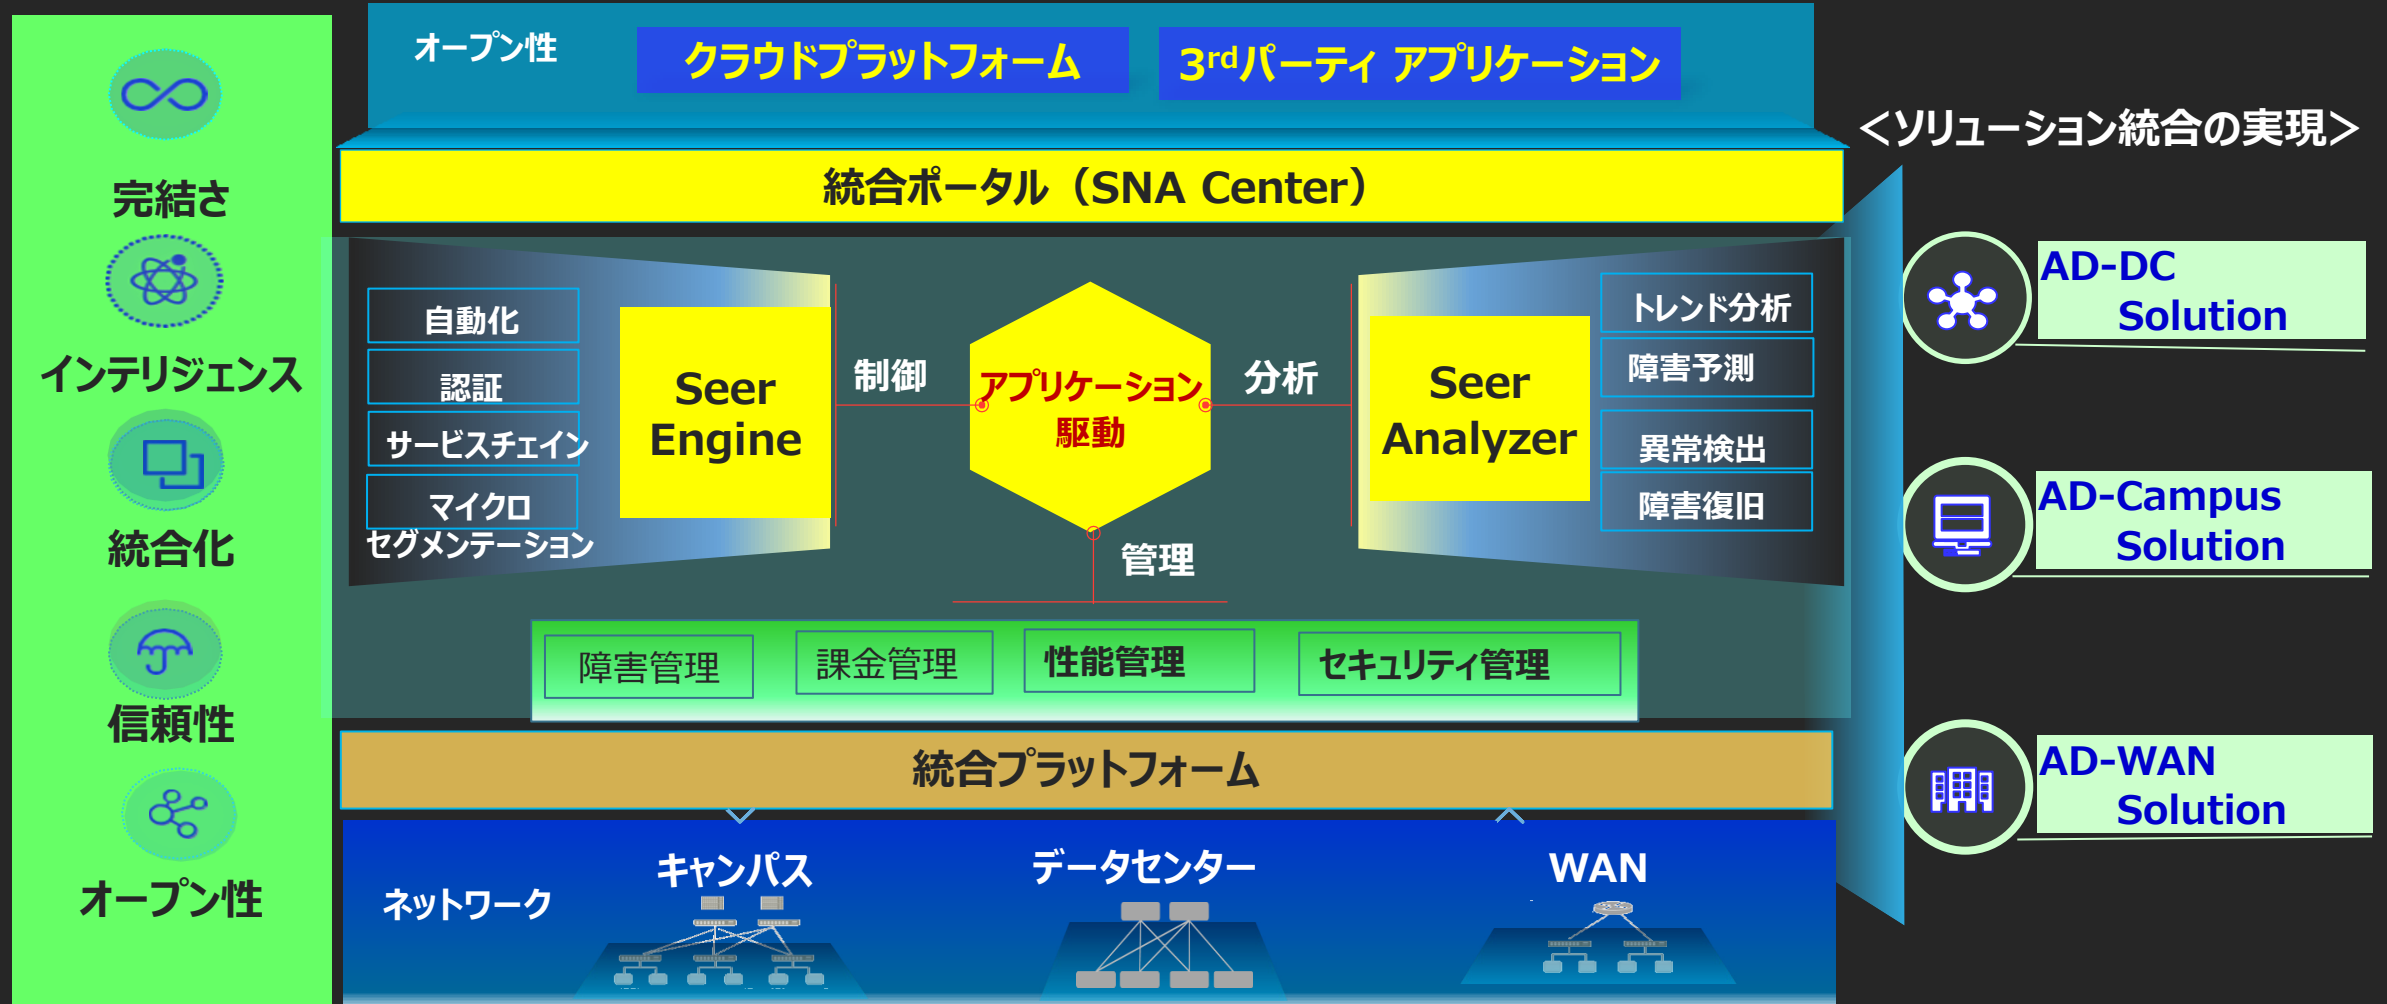 完結さ
インテリジェンス
統合化
信頼性
オープン性
オープン性
クラウドプラットフォーム
3rdパーティ アプリケーション
統合ポータル（SNA Center）
自動化
認証
サービスチェイン
マイクロ
セグメンテーション
Seer
Engine
制御
アプリケーション
駆動
分析
管理
Seer
Analyzer
トレンド分析
障害予測
異常検出
障害復旧
障害管理
課金管理
性能管理
セキュリティ管理
統合プラットフォーム
ネットワーク
キャンパス
データセンター
WAN
＜ソリューション統合の実現＞
AD-DC
Solution
AD-Campus
Solution
AD-WAN
Solution